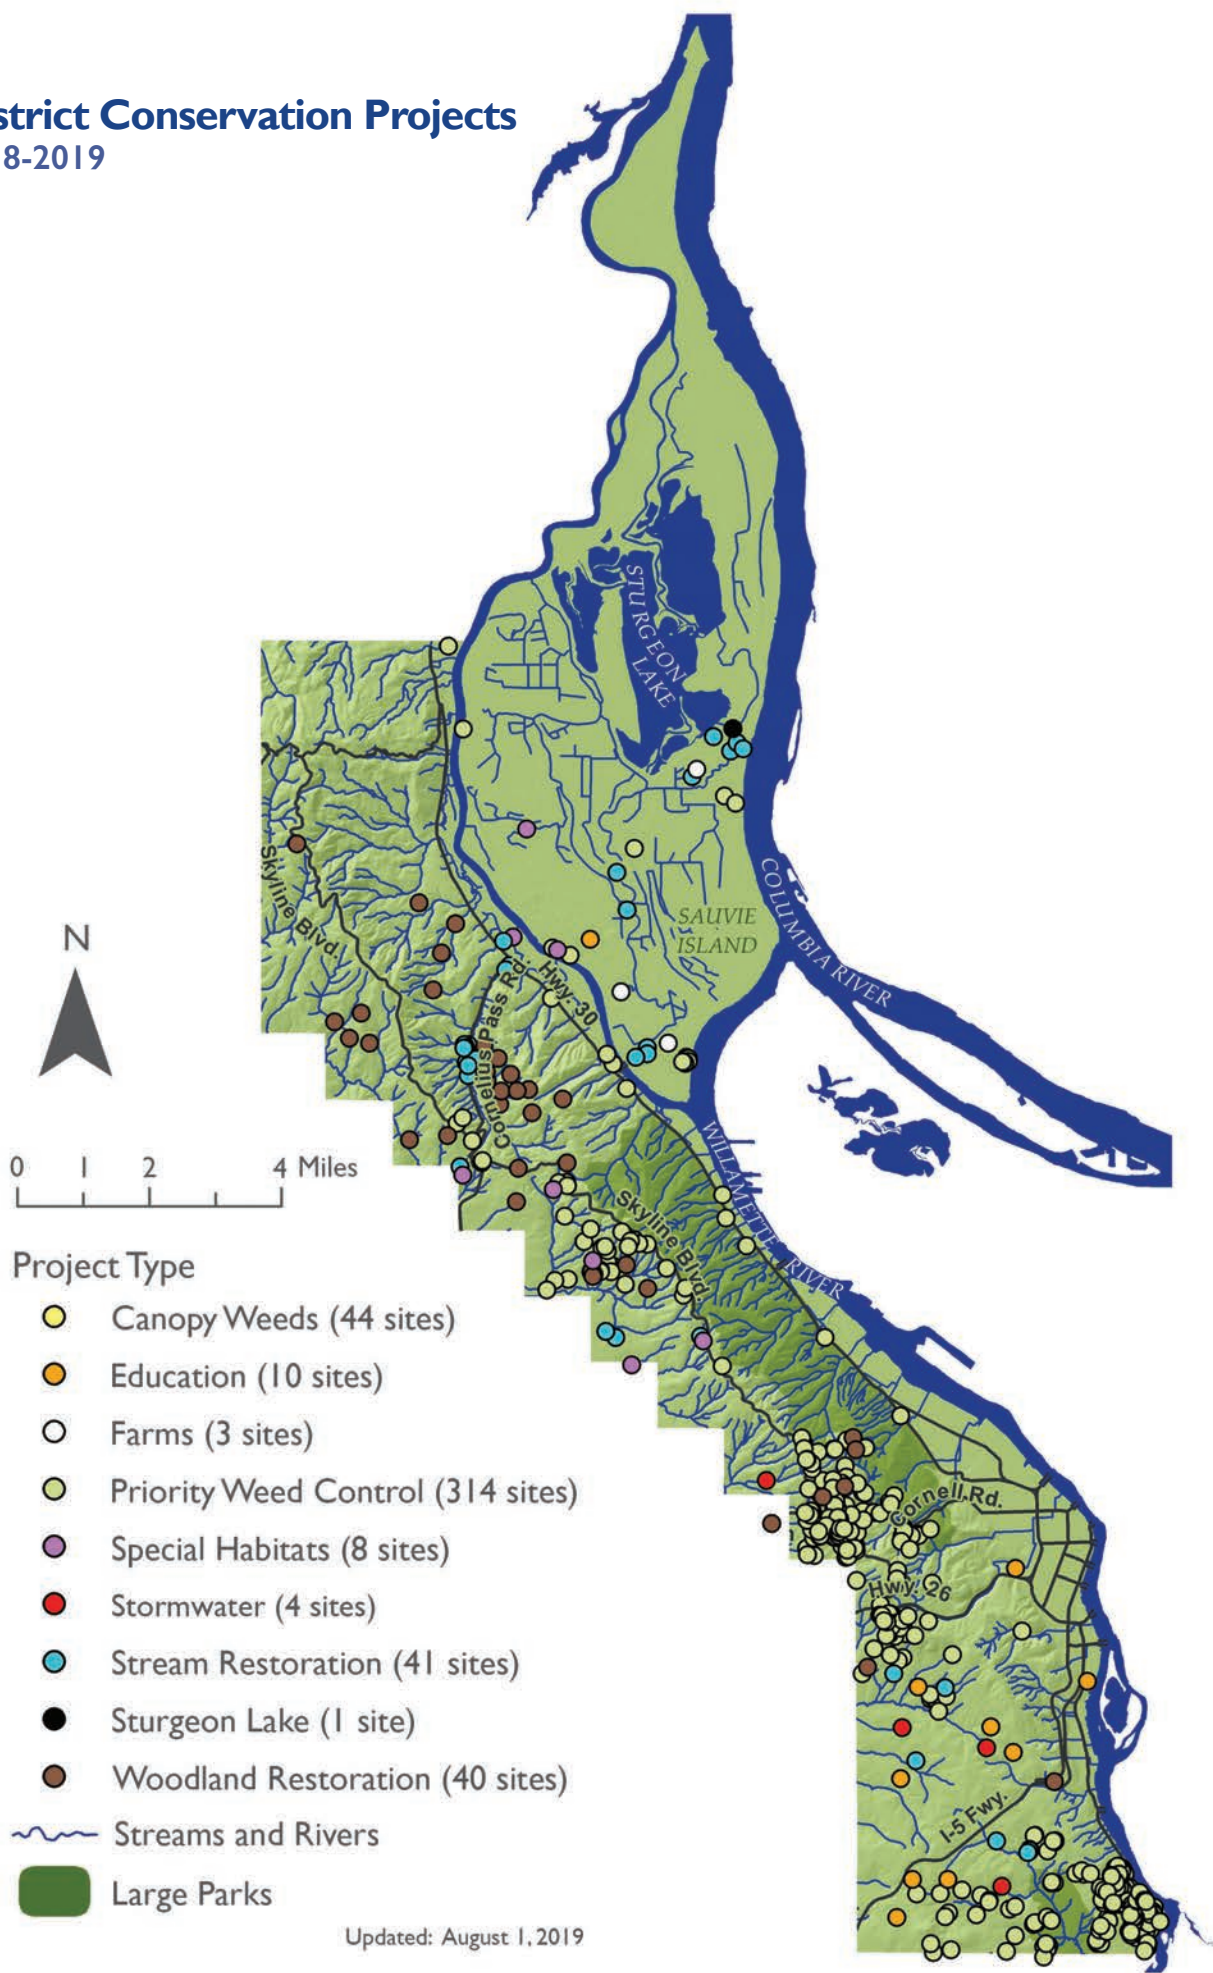 strict Conservation Projects
8-2019
STURGEON
LAKE
Skyline Blvd.
SAUVIE
ISLAND
COLUMBIA RIVER
N
Hwy. 30
Cornelius Pass Rd.
WILLAMETTE RIVER
0 1 2 4 Miles
Skyline Blvd.
Project Type
Canopy Weeds (44 sites)
Education (10 sites)
Farms (3 sites)
Priority Weed Control (314 sites)
Special Habitats (8 sites)
Stormwater (4 sites)
Stream Restoration (41 sites)
Sturgeon Lake (1 site)
Woodland Restoration (40 sites)
Streams and Rivers
Large Parks
Cornell Rd.
Hwy. 26
I-5 Fwy.
Updated: August 1, 2019